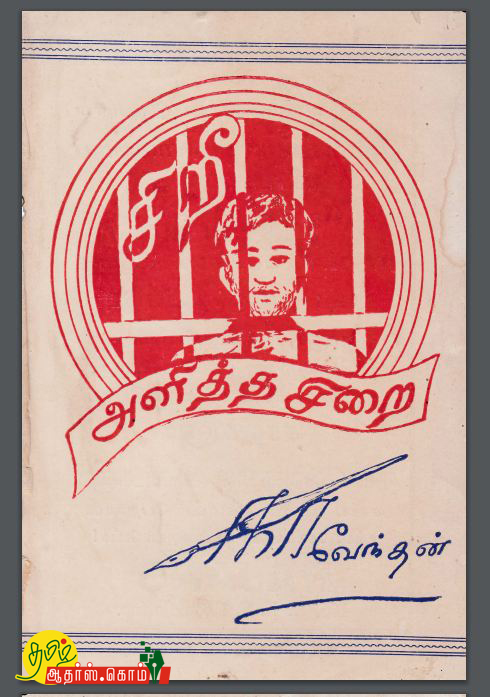 சிறீ
அளித்த சிறை
வேந்தன்
தமிழ்
ஆதர்ஸ்.கொம்